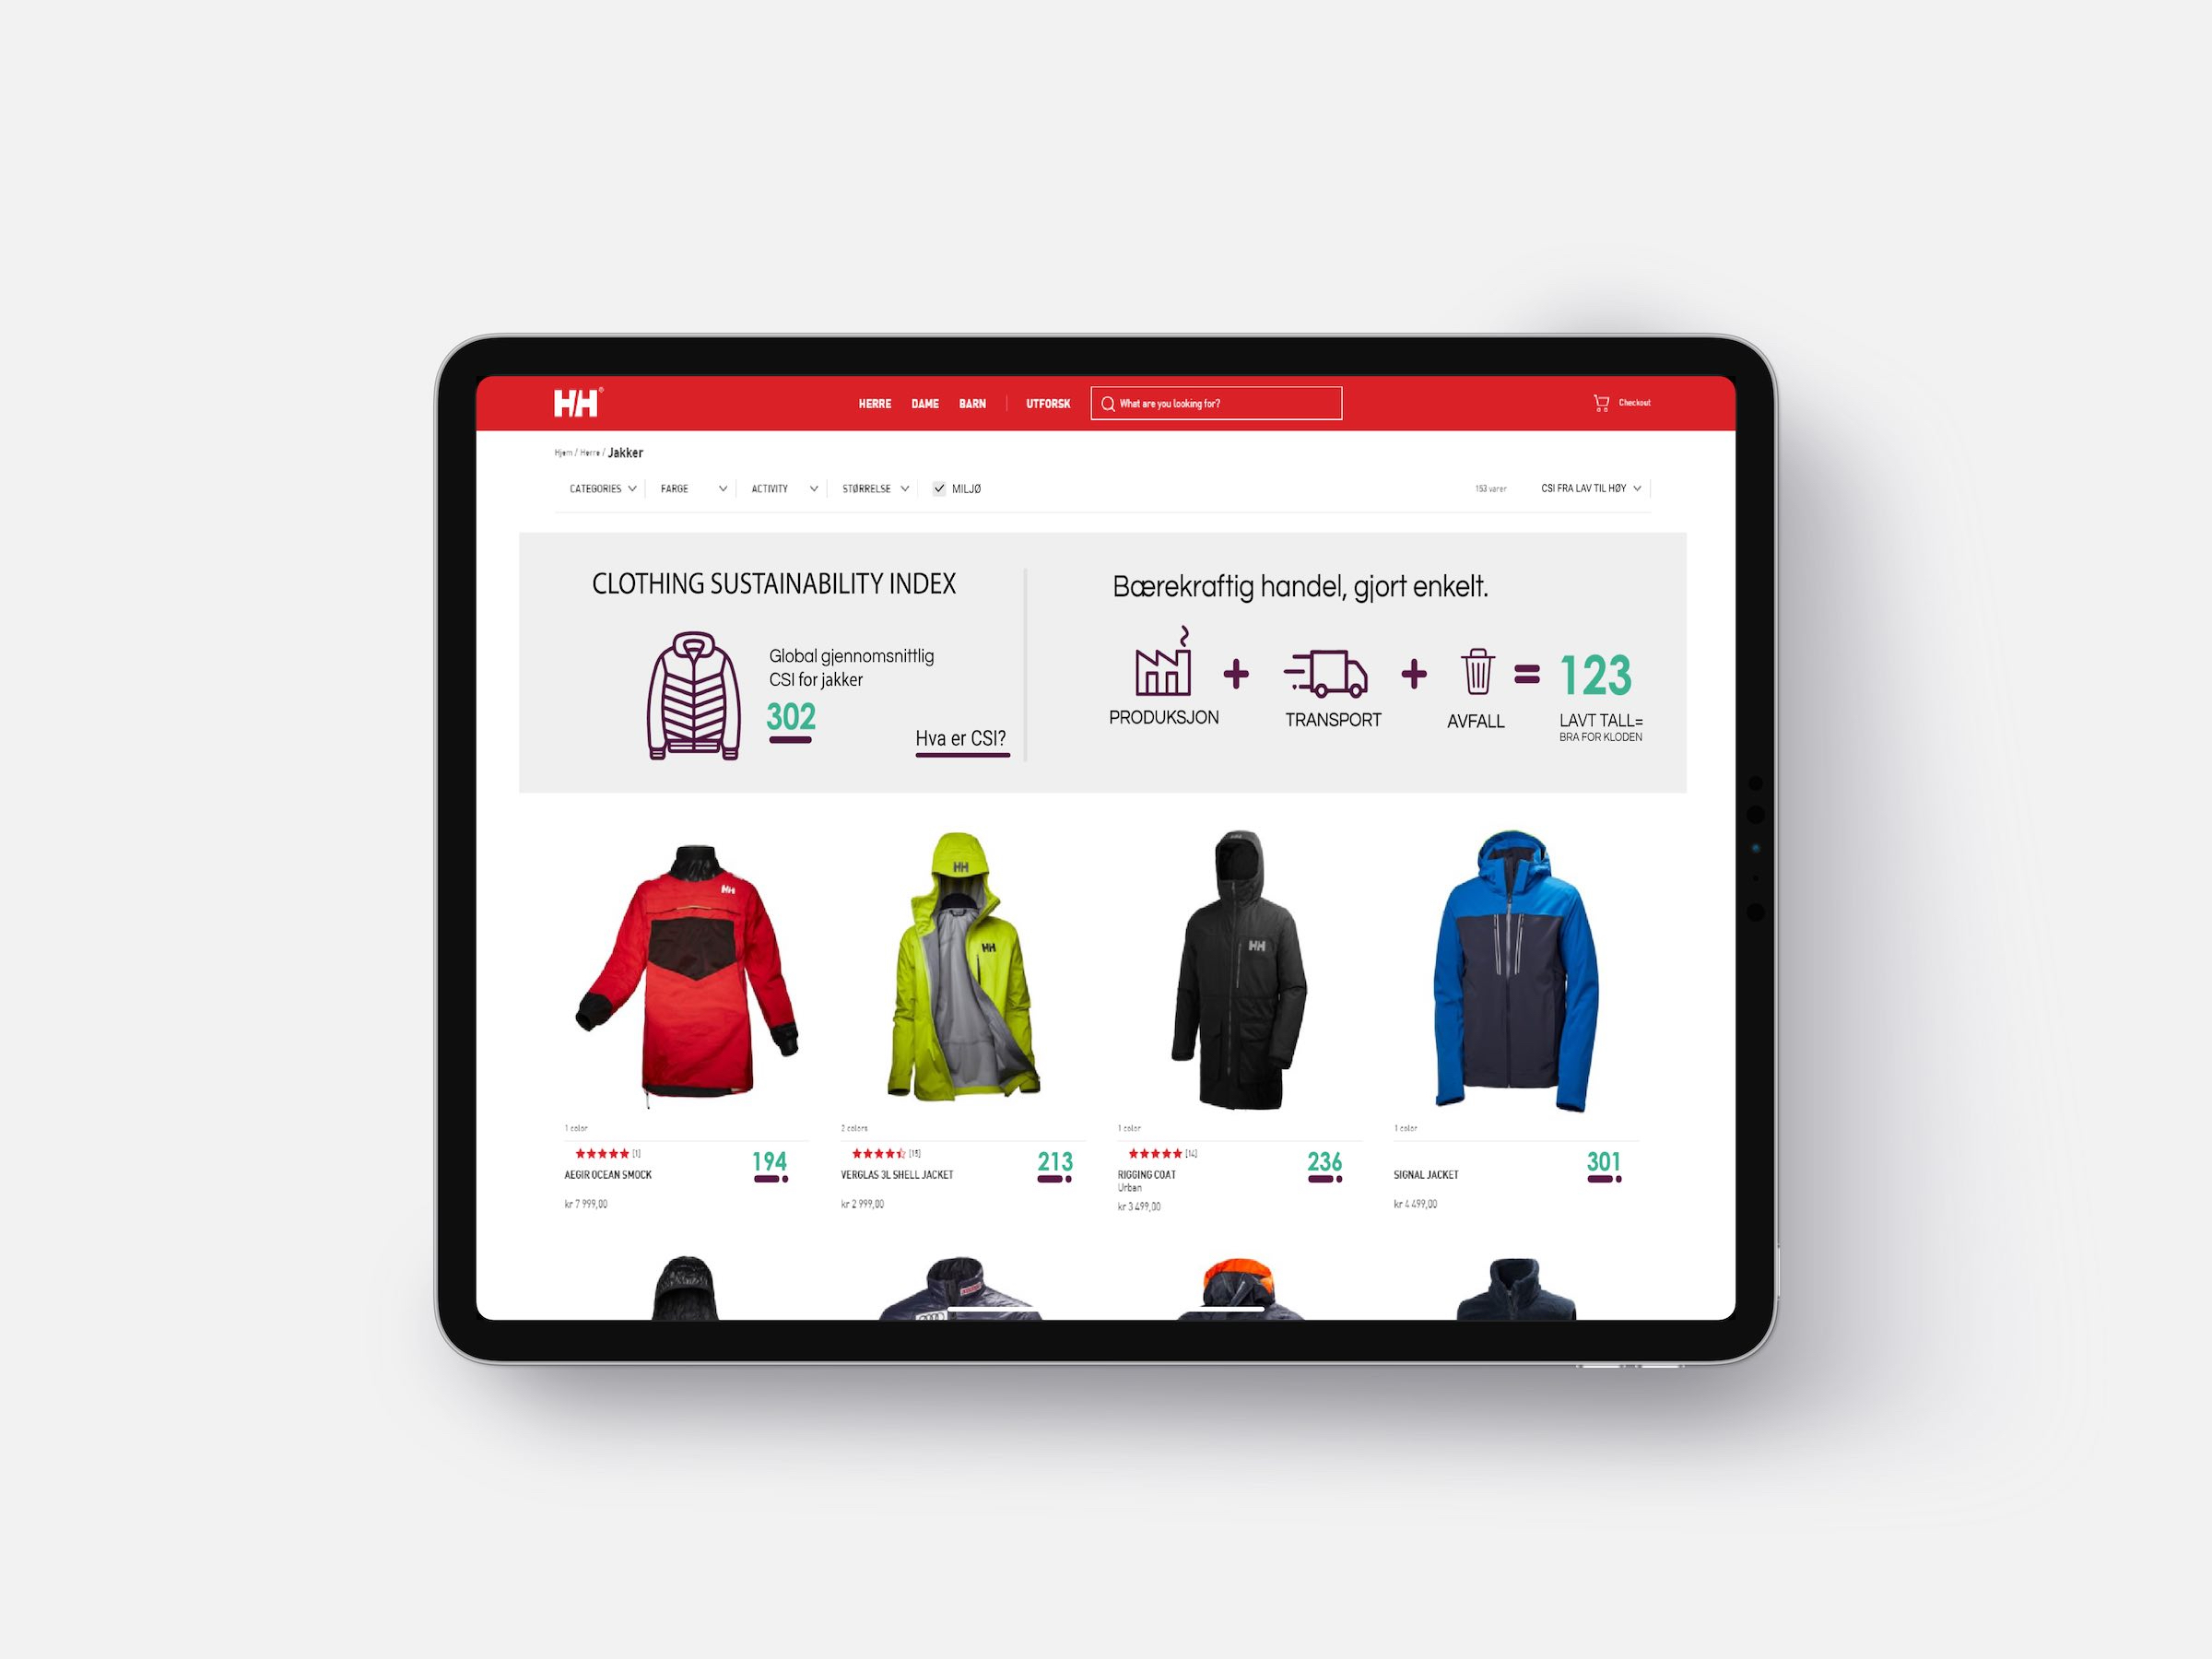 HH®
HERRE DAME BARN UTFORSK What are you looking for? Checkout
Hjem / Herre / Jakker
CATEGORIES FARGE ACTIVITY STØRRELSE MILJØ 153 varer CSI FRA LAV TIL HØY
CLOTHING SUSTAINABILITY INDEX
Global gjennomsnittlig
CSI for jakker
302
Hva er CSI?
Bærekraftig handel, gjort enkelt.
+ + = 123
PRODUKSJON TRANSPORT AVFALL LAVT TALL=
BRA FOR KLODEN
HH
HH
HH
HH
1 color
[1] 194
AEGIR OCEAN SMOCK
kr 7 999,00
2 colors
[15] 213
VERGLAS 3L SHELL JACKET
kr 2 999,00
1 color
[14] 236
RIGGING COAT
Urban
kr 3 499,00
1 color
301
SIGNAL JACKET
kr 4 499,00